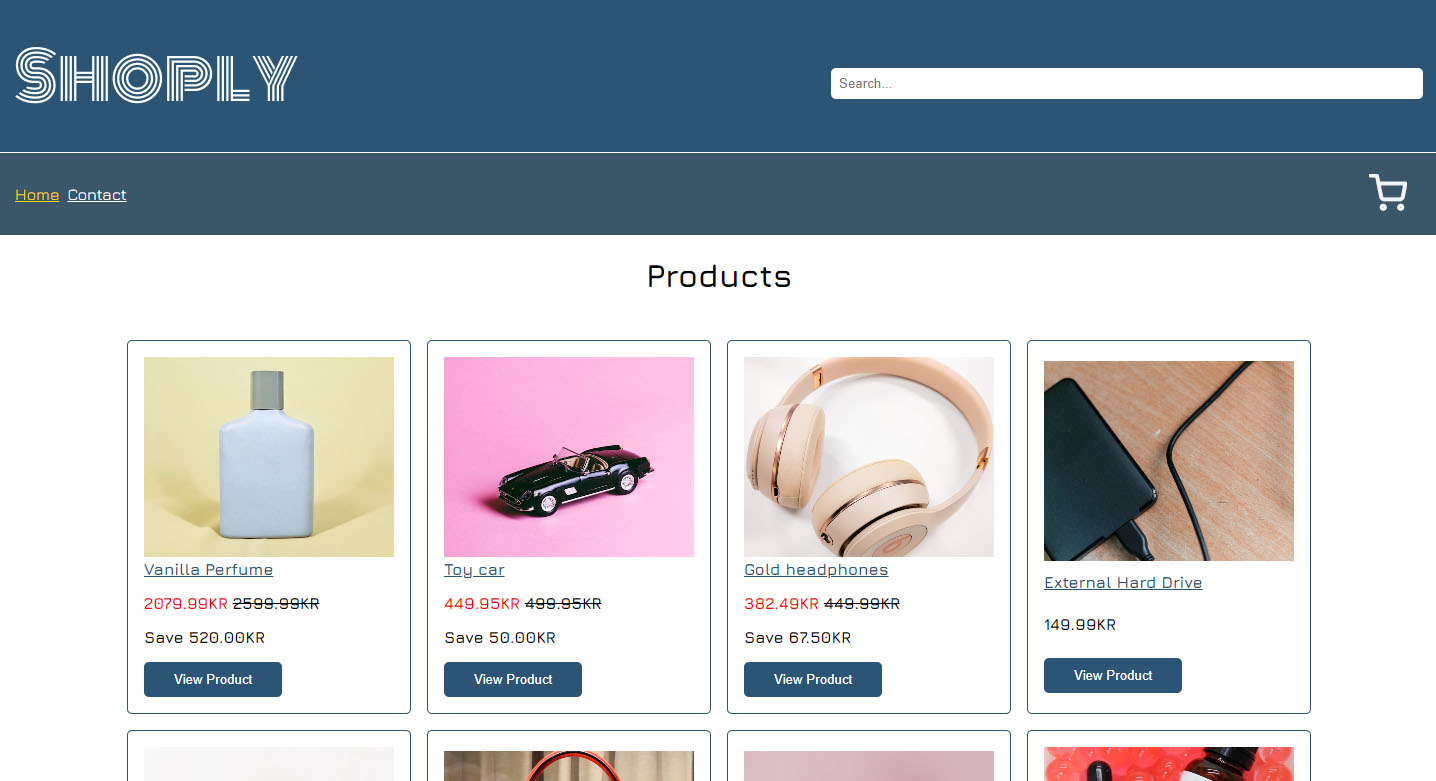 SHOPLY
Search...
Home Contact
Products
Vanilla Perfume
2079.99KR 2599.99KR
Save 520.00KR
View Product
Toy car
449.95KR 499.95KR
Save 50.00KR
View Product
Gold headphones
382.49KR 449.99KR
Save 67.50KR
View Product
External Hard Drive
149.99KR
View Product